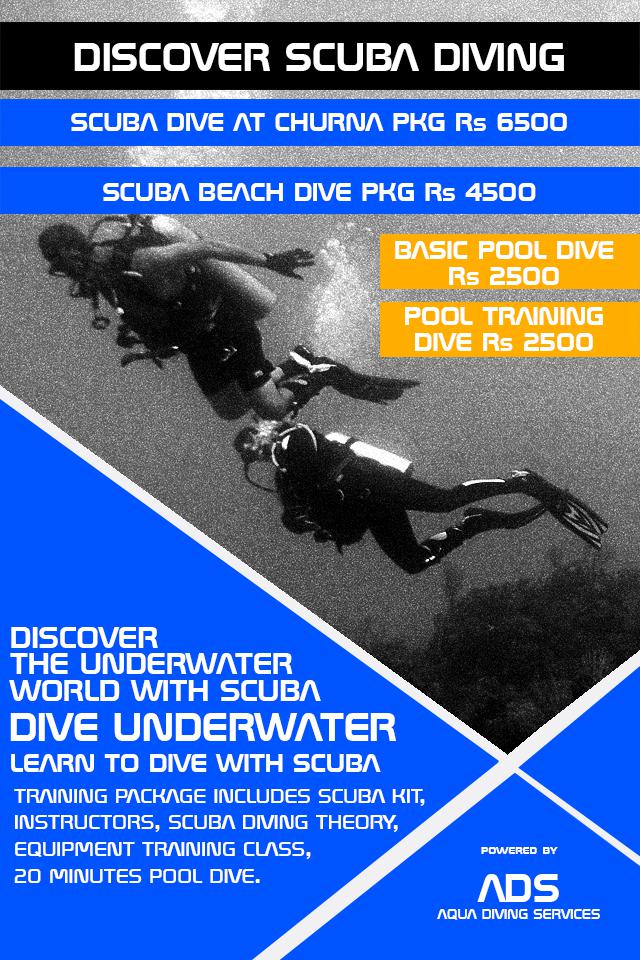 DISCOVER SCUBA DIVING
SCUBA DIVE AT CHURNA PKG Rs 6500
SCUBA BEACH DIVE PKG Rs 4500
BASIC POOL DIVE
Rs 2500
POOL TRAINING
DIVE Rs 2500
DISCOVER
THE UNDERWATER
WORLD WITH SCUBA
DIVE UNDERWATER
LEARN TO DIVE WITH SCUBA
TRAINING PACKAGE INCLUDES SCUBA KIT,
INSTRUCTORS, SCUBA DIVING THEORY,
EQUIPMENT TRAINING CLASS,
20 MINUTES POOL DIVE.
POWERED BY
ADS
AQUA DIVING SERVICES